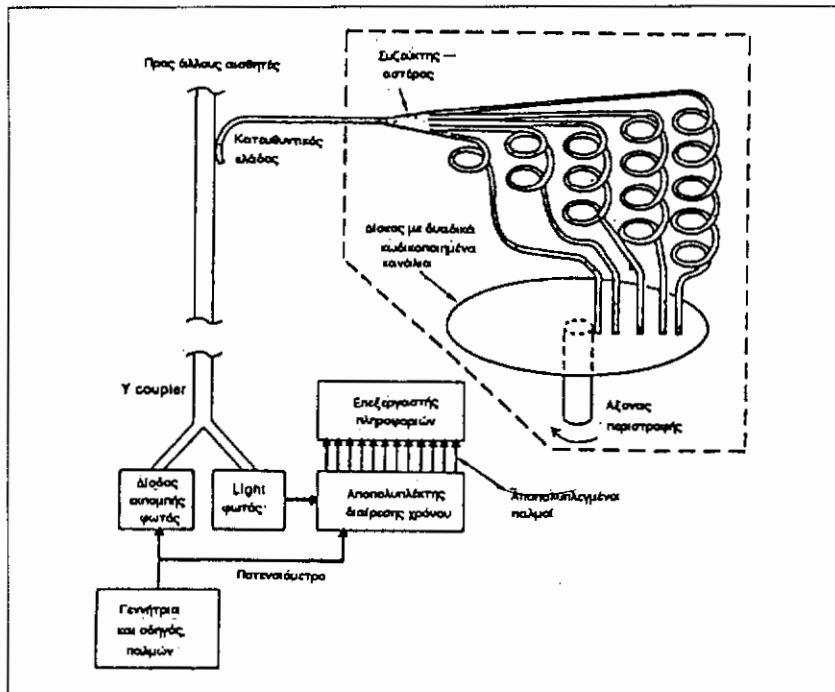 Προς άλλους αισθητές
Συζεύκτης —
αστέρος
Κατευθυντικός
κλάδος
Δίσκος με δυαδικά
κωδικοποιημένα
κανάλια
Y coupler
Επεξεργαστής
πληροφοριών
Άξονας
περιστροφής
Δίοδος
εκπομπής
φωτός
Light
φωτός
Αποπολυπλέκτης
διαίρεσης χρόνου
Αποπολυπλεγμένοι
παλμοί
Ποτενσιόμετρο
Γεννήτρια
και οδηγός,
παλμών